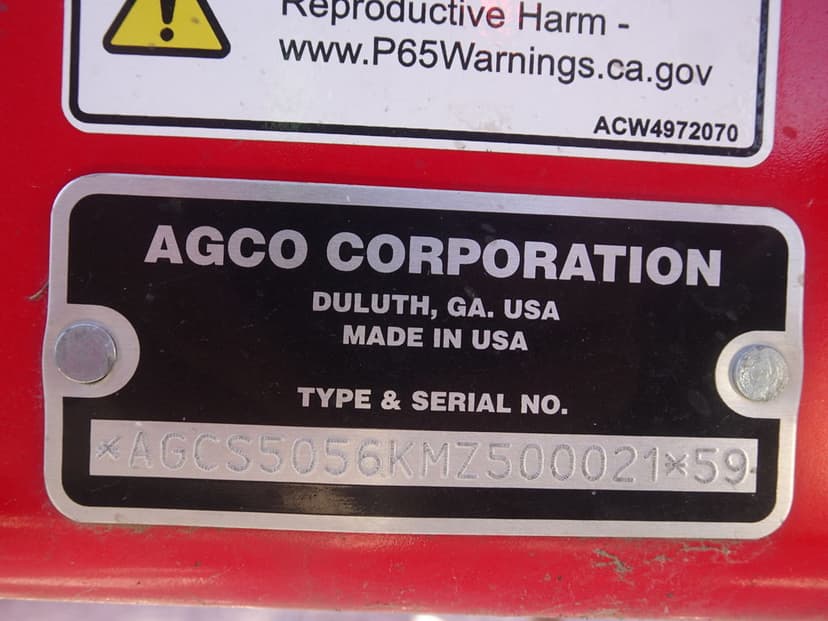 Reproductive Harm -
www.P65Warnings.ca.gov
ACW4972070
AGCO CORPORATION
DULUTH, GA. USA
MADE IN USA
TYPE & SERIAL NO.
*AGCS5056KMZ500021*59